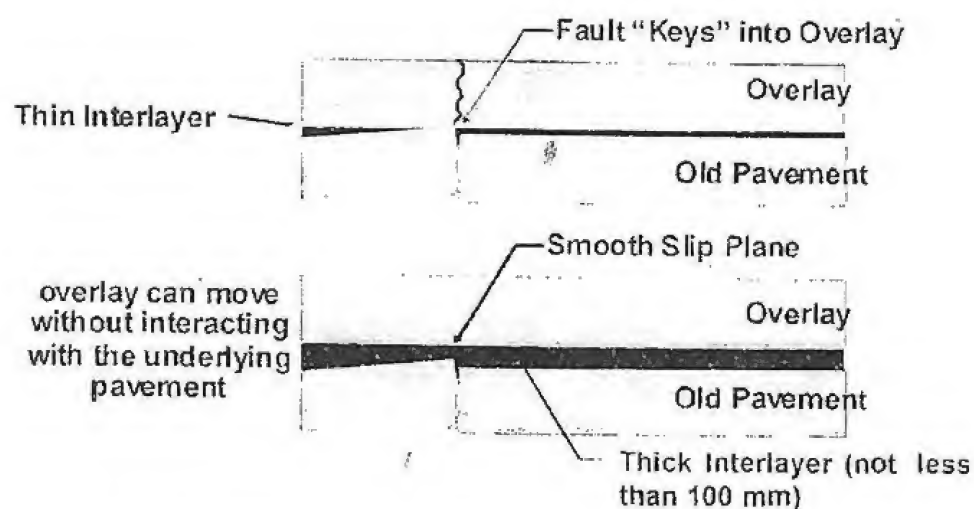 Fault "Keys" into Overlay
Overlay
Thin Interlayer
Old Pavement
Smooth Slip Plane
overlay can move
without interacting
with the underlying
pavement
Overlay
Old Pavement
Thick Interlayer (not less
than 100 mm)